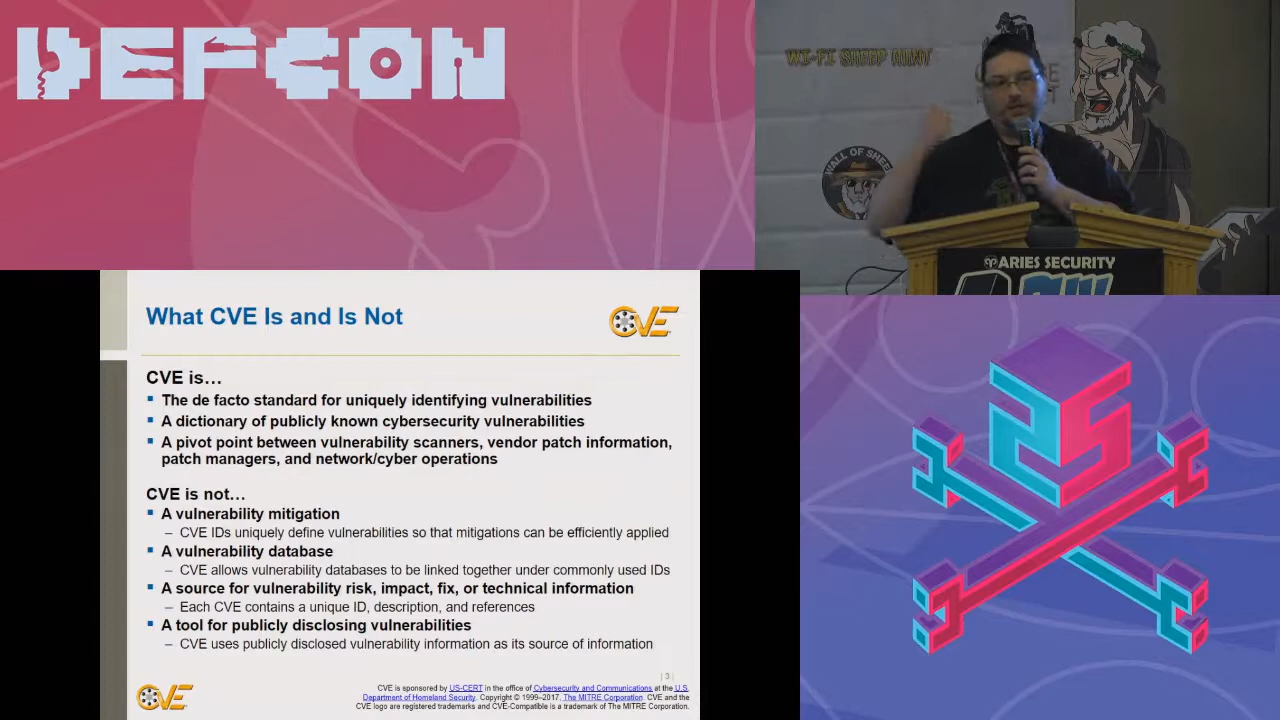 DEFCON
WI-FI SHEEP HUNT
WALL OF SHEEP
ARIES SECURITY
What CVE Is and Is Not
CVE
CVE is…
▪ The de facto standard for uniquely identifying vulnerabilities
▪ A dictionary of publicly known cybersecurity vulnerabilities
▪ A pivot point between vulnerability scanners, vendor patch information,
patch managers, and network/cyber operations
CVE is not…
▪ A vulnerability mitigation
– CVE IDs uniquely define vulnerabilities so that mitigations can be efficiently applied
▪ A vulnerability database
– CVE allows vulnerability databases to be linked together under commonly used IDs
▪ A source for vulnerability risk, impact, fix, or technical information
– Each CVE contains a unique ID, description, and references
▪ A tool for publicly disclosing vulnerabilities
– CVE uses publicly disclosed vulnerability information as its source of information
| 3 |
CVE
CVE is sponsored by US-CERT in the office of Cybersecurity and Communications at the U.S.
Department of Homeland Security. Copyright © 1999–2017, The MITRE Corporation. CVE and the
CVE logo are registered trademarks and CVE-Compatible is a trademark of The MITRE Corporation.
25